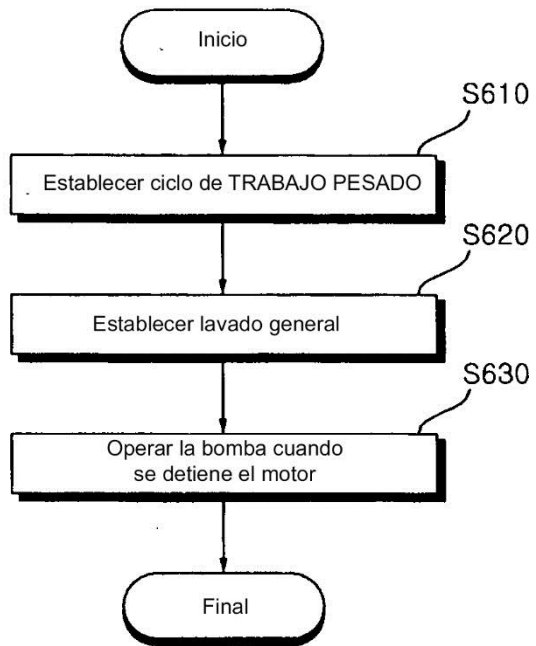 Inicio
S610
Establecer ciclo de TRABAJO PESADO
S620
Establecer lavado general
S630
Operar la bomba cuando
se detiene el motor
Final